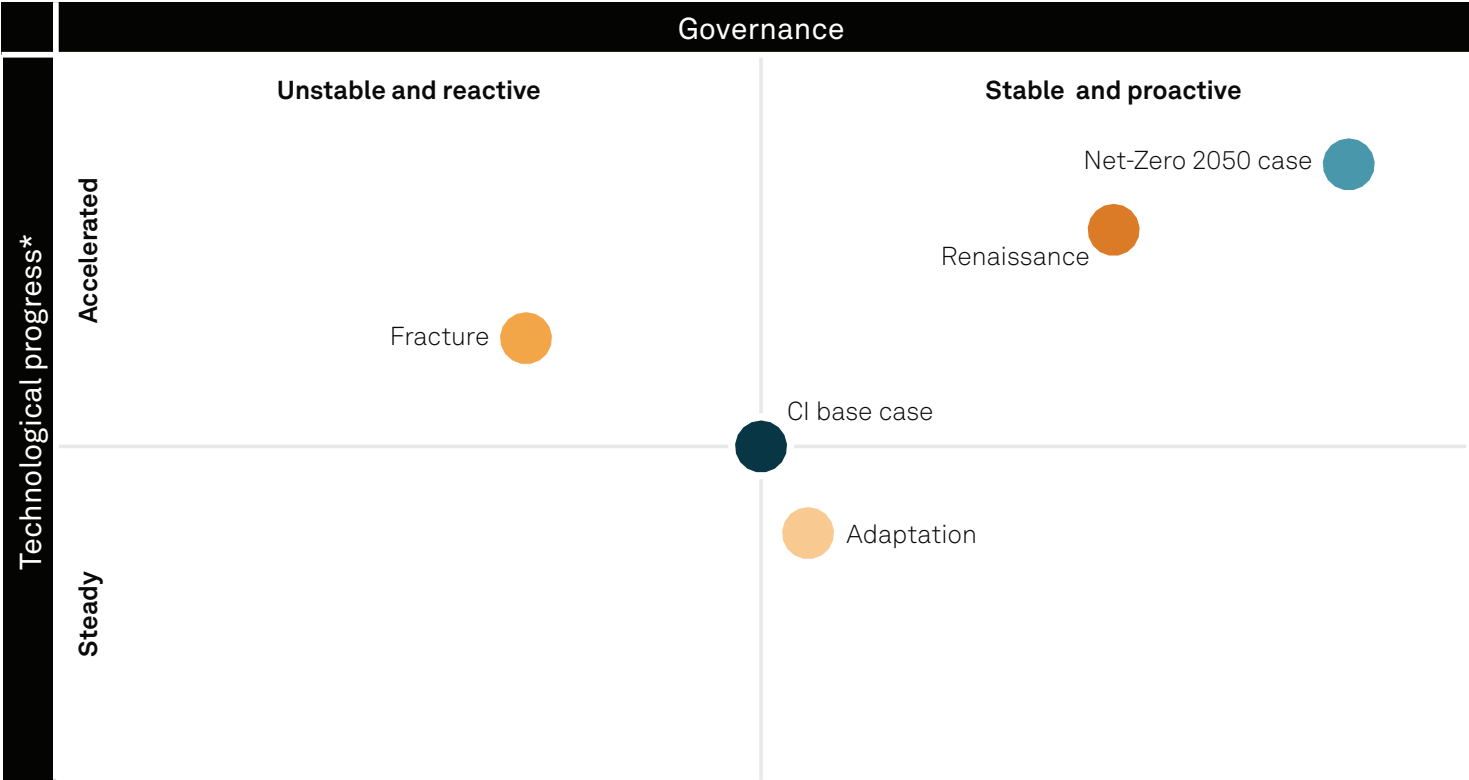 Governance
Unstable and reactive
Stable and proactive
Technological progress*
Accelerated
Steady
Net-Zero 2050 case
Renaissance
Fracture
CI base case
Adaptation